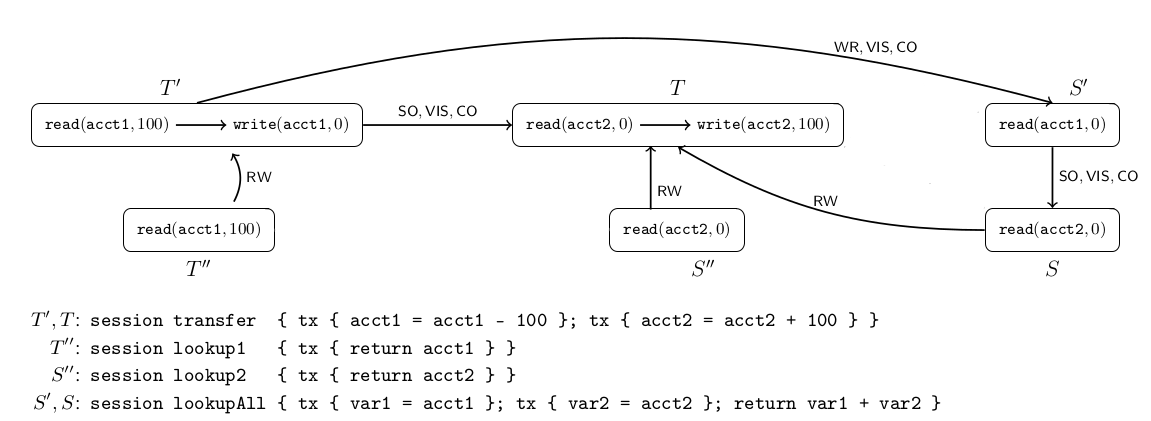 WR, VIS, CO
T′ T S′
read(acct1, 100) write(acct1, 0) SO, VIS, CO read(acct2, 0) write(acct2, 100) read(acct1, 0)
RW RW SO, VIS, CO
RW
read(acct1, 100) read(acct2, 0) read(acct2, 0)
T″ S″ S
T′, T: session transfer { tx { acct1 = acct1 - 100 }; tx { acct2 = acct2 + 100 } }
T″: session lookup1 { tx { return acct1 } }
S″: session lookup2 { tx { return acct2 } }
S′, S: session lookupAll { tx { var1 = acct1 }; tx { var2 = acct2 }; return var1 + var2 }